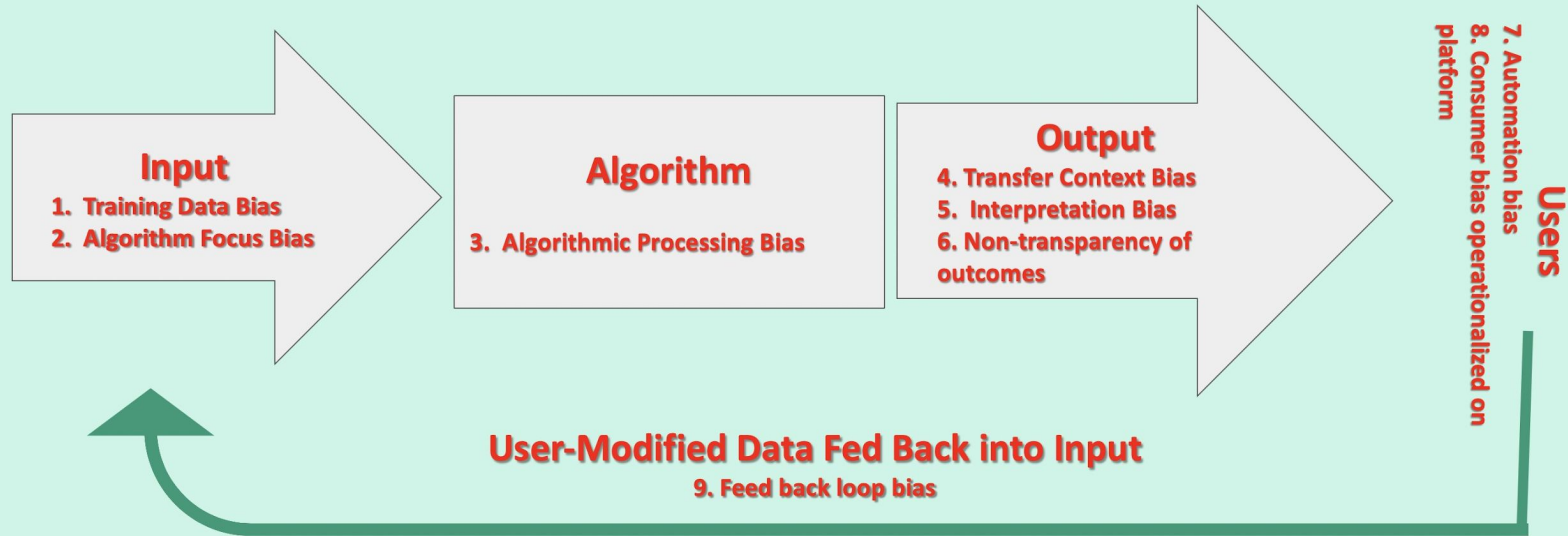 Input
1. Training Data Bias
2. Algorithm Focus Bias
Algorithm
3. Algorithmic Processing Bias
Output
4. Transfer Context Bias
5. Interpretation Bias
6. Non-transparency of
outcomes
Users
7. Automation bias
8. Consumer bias operationalized on
platform
User-Modified Data Fed Back into Input
9. Feed back loop bias